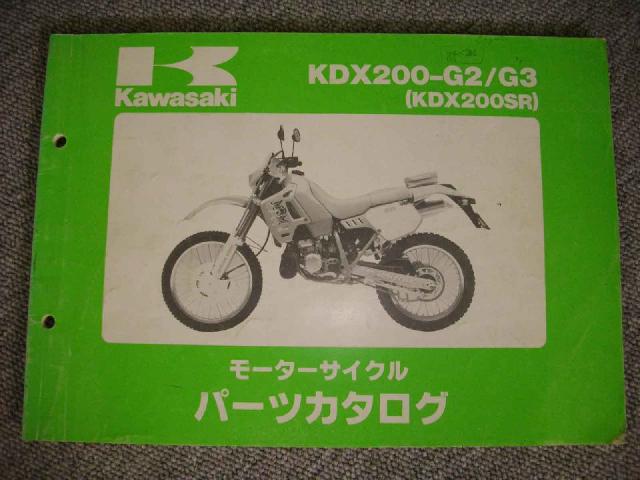 Kawasaki
KDX200-G2/G3
(KDX200SR)
モーターサイクル
パーツカタログ